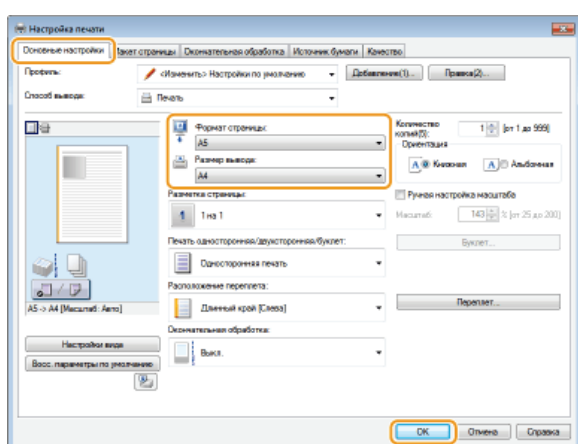 Настройка печати
Основные настройки Макет страницы Окончательная обработка Источник бумаги Качество
Профиль: <Изменить> Настройки по умолчанию Добавление(1)... Правка(2)...
Способ вывода: Печать
Формат страницы:
A5
Размер вывода:
A4
Количество копий(5): 1 [от 1 до 999]
Ориентация
A Книжная A Альбомная
Разметка страницы:
1 1 на 1
Ручная настройка масштаба
Масштаб: 143 % [от 25 до 200]
Печать односторонняя/двухсторонняя/буклет:
Односторонняя печать
Буклет...
Расположение переплета:
Длинный край [Слева]
Переплет...
Окончательная обработка:
Выкл.
A5 -> A4 [Масштаб: Авто]
Настройки вида
Восс. параметры по умолчанию
OK Отмена Справка